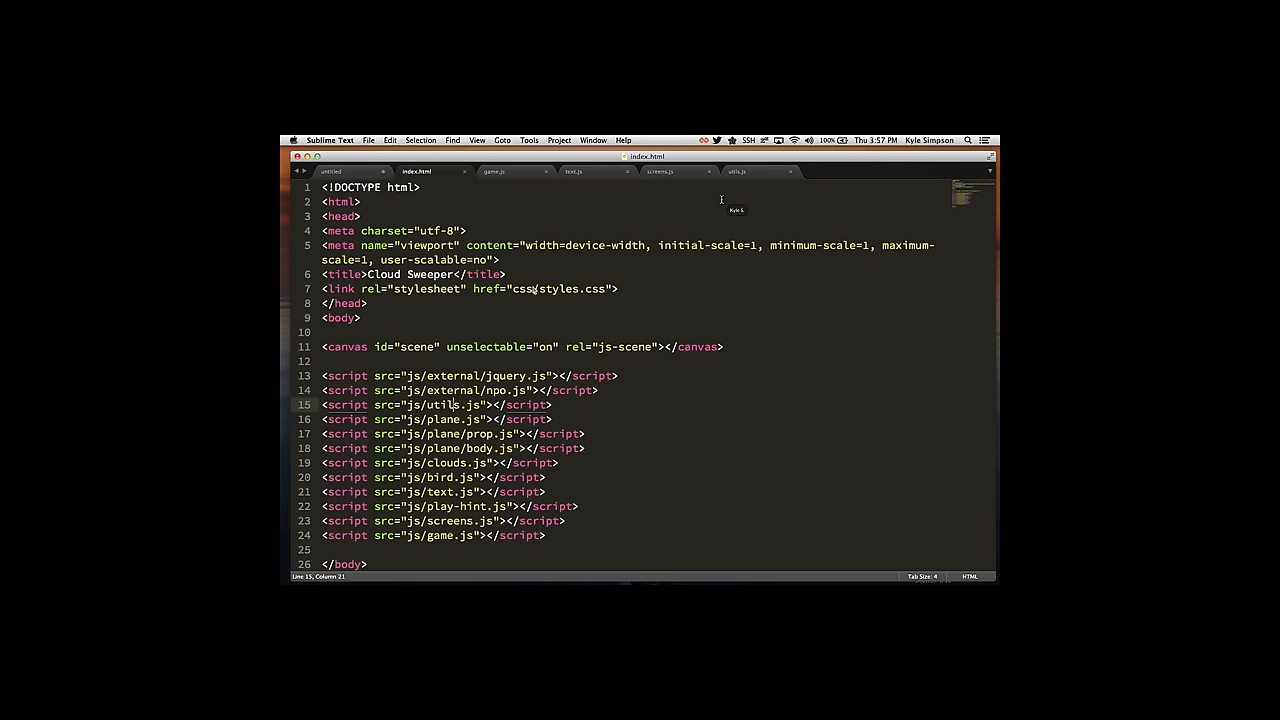 Sublime Text File Edit Selection Find View Goto Tools Project Window Help SSH 100% Thu 3:57 PM Kyle Simpson
index.html
untitled index.html game.js text.js screens.js utils.js
Kyle S.
1 <!DOCTYPE html>
2 <html>
3 <head>
4 <meta charset="utf-8">
5 <meta name="viewport" content="width=device-width, initial-scale=1, minimum-scale=1, maximum-
scale=1, user-scalable=no">
6 <title>Cloud Sweeper</title>
7 <link rel="stylesheet" href="css/styles.css">
8 </head>
9 <body>
10
11 <canvas id="scene" unselectable="on" rel="js-scene"></canvas>
12
13 <script src="js/external/jquery.js"></script>
14 <script src="js/external/npo.js"></script>
15 <script src="js/utils.js"></script>
16 <script src="js/plane.js"></script>
17 <script src="js/plane/prop.js"></script>
18 <script src="js/plane/body.js"></script>
19 <script src="js/clouds.js"></script>
20 <script src="js/bird.js"></script>
21 <script src="js/text.js"></script>
22 <script src="js/play-hint.js"></script>
23 <script src="js/screens.js"></script>
24 <script src="js/game.js"></script>
25
26 </body>
Line 15, Column 21 Tab Size: 4 HTML